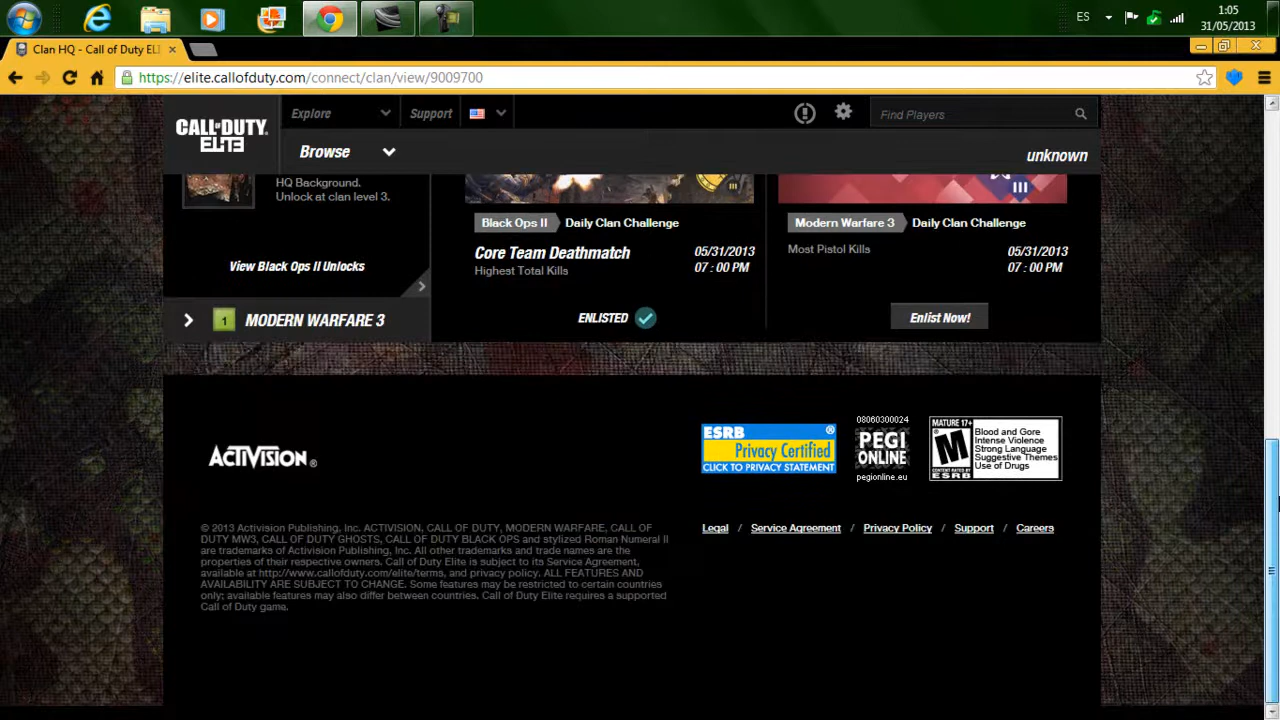 ES
1:05
31/05/2013
Clan HQ - Call of Duty EL
https://elite.callofduty.com/connect/clan/view/9009700
CALL OF DUTY
ELITE
Explore
Support
Find Players
Browse
unknown
HQ Background.
Unlock at clan level 3.
View Black Ops II Unlocks
1 MODERN WARFARE 3
III
Black Ops II Daily Clan Challenge
Core Team Deathmatch
Highest Total Kills
05/31/2013
07 : 00 PM
ENLISTED
III
Modern Warfare 3 Daily Clan Challenge
Most Pistol Kills
05/31/2013
07 : 00 PM
Enlist Now!
ACTIVISION®
ESRB
Privacy Certified
CLICK TO PRIVACY STATEMENT
08060300024
PEGI
ONLINE
pegionline.eu
MATURE 17+
M
CONTENT RATED BY
ESRB
Blood and Gore
Intense Violence
Strong Language
Suggestive Themes
Use of Drugs
© 2013 Activision Publishing, Inc. ACTIVISION, CALL OF DUTY, MODERN WARFARE, CALL OF
DUTY MW3, CALL OF DUTY GHOSTS, CALL OF DUTY BLACK OPS and stylized Roman Numeral II
are trademarks of Activision Publishing, Inc. All other trademarks and trade names are the
properties of their respective owners. Call of Duty Elite is subject to its Service Agreement,
available at http://www.callofduty.com/elite/terms, and privacy policy. ALL FEATURES AND
AVAILABILITY ARE SUBJECT TO CHANGE. Some features may be restricted to certain countries
only; available features may also differ between countries. Call of Duty Elite requires a supported
Call of Duty game.
Legal / Service Agreement / Privacy Policy / Support / Careers